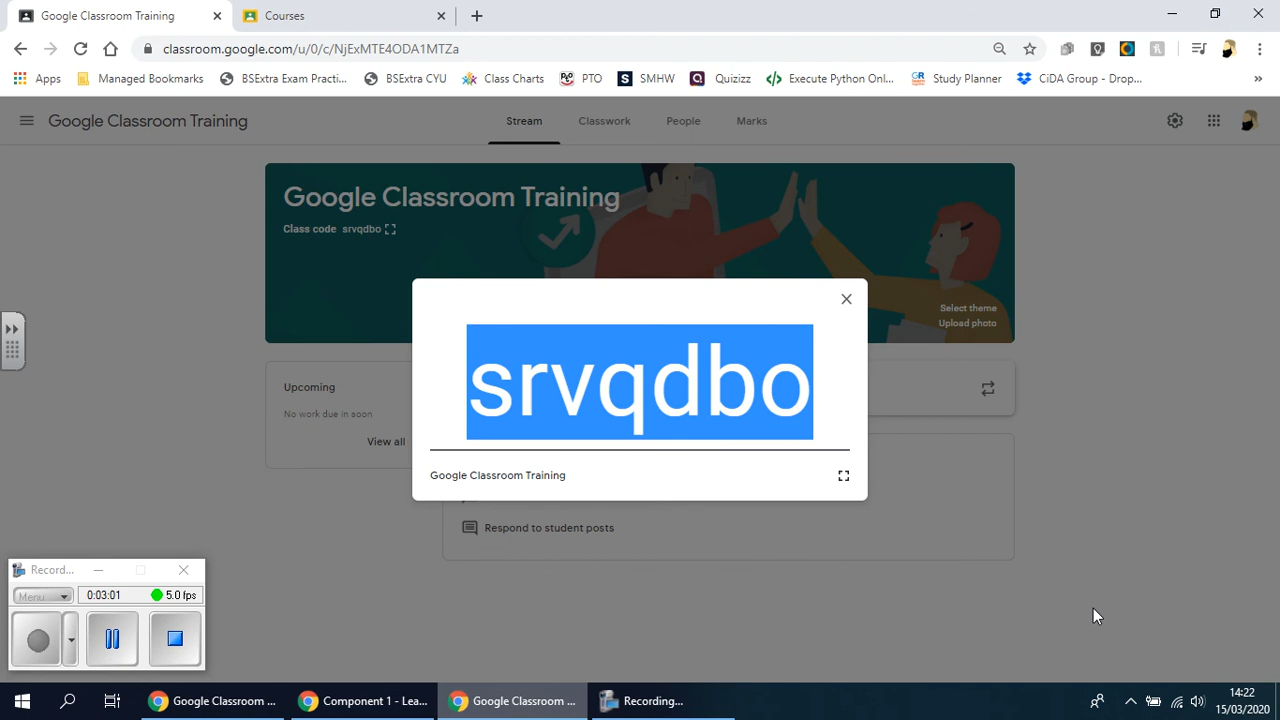 Google Classroom Training
Courses
classroom.google.com/u/0/c/NjExMTE4ODA1MTZa
Apps
Managed Bookmarks
BSExtra Exam Practi...
BSExtra CYU
Class Charts
PTO
SMHW
Quizizz
Execute Python Onl...
Study Planner
CiDA Group - Drop...
»
Google Classroom Training
Stream
Classwork
People
Marks
Google Classroom Training
Class code srvqdbo
Select theme
Upload photo
Upcoming
No work due in soon
View all
srvqdbo
Google Classroom Training
Respond to student posts
Record...
Menu
0:03:01
5.0 fps
Google Classroom ...
Component 1 - Lea...
Google Classroom ...
Recording...
14:22
15/03/2020